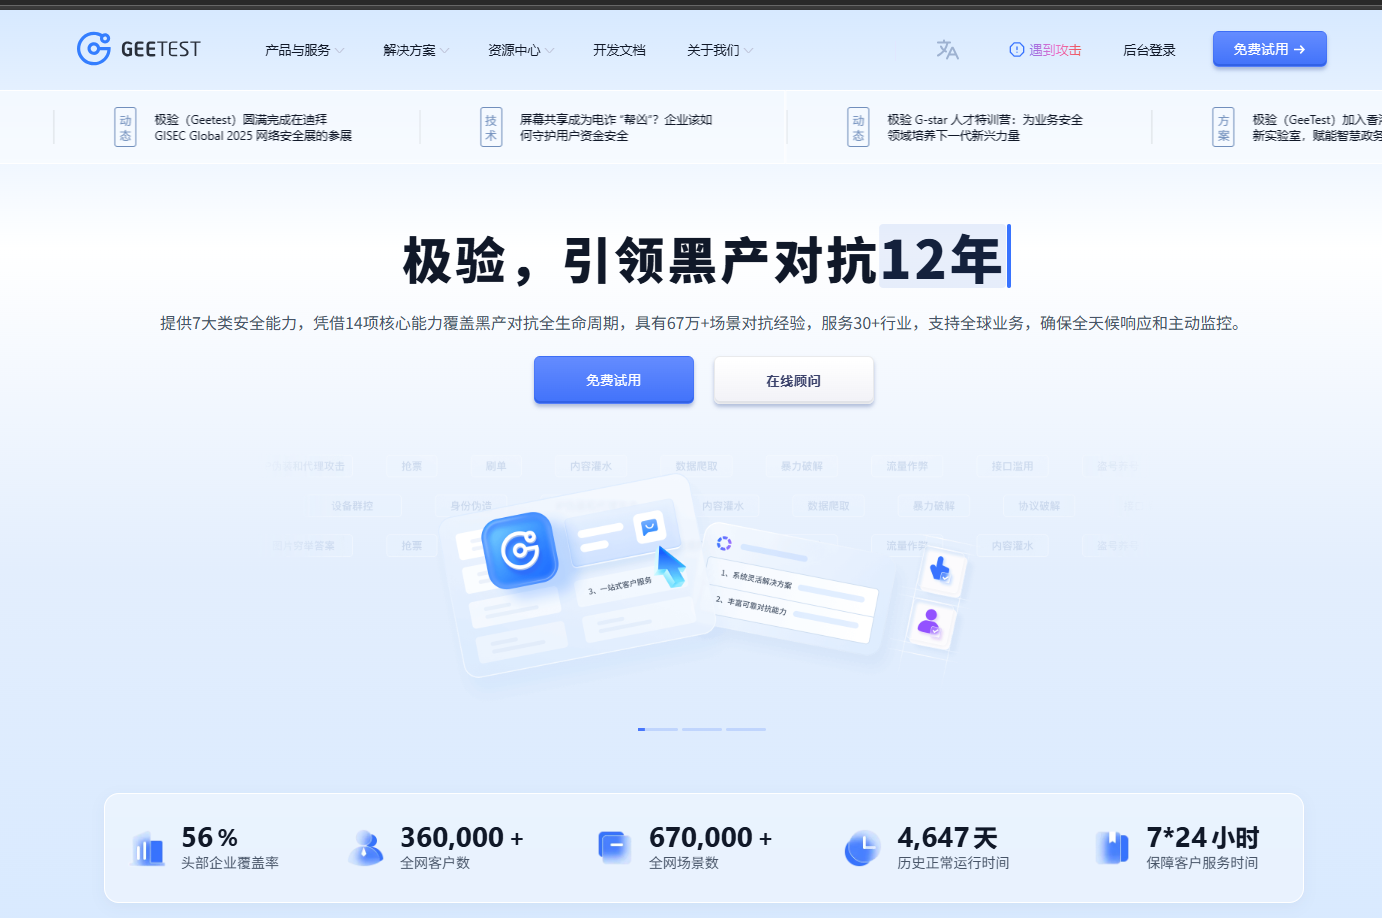 GEETEST
产品与服务
解决方案
资源中心
开发文档
关于我们
遇到攻击
后台登录
免费试用
动态
极验（Geetest）圆满完成在迪拜
GISEC Global 2025 网络安全展的参展
技术
屏幕共享成为电诈 “帮凶”？企业该如
何守护用户资金安全
动态
极验 G-star 人才特训营：为业务安全
领域培养下一代新兴力量
方案
极验（GeeTest）加入香
新实验室，赋能智慧政务
极验，引领黑产对抗12年
提供7大类安全能力，凭借14项核心能力覆盖黑产对抗全生命周期，具有67万+场景对抗经验，服务30+行业，支持全球业务，确保全天候响应和主动监控。
免费试用
在线顾问
和代理攻击
抢票
刷单
内容灌水
数据爬取
暴力破解
流量作弊
接口滥用
设备群控
身份伪造
内容灌水
数据爬取
暴力破解
协议破解
抢票
流量作弊
内容灌水
3、一站式客户服务
1、系统灵活解决方案
2、丰富可靠对抗能力
56 %
头部企业覆盖率
360,000 +
全网客户数
670,000 +
全网场景数
4,647 天
历史正常运行时间
7*24 小时
保障客户服务时间